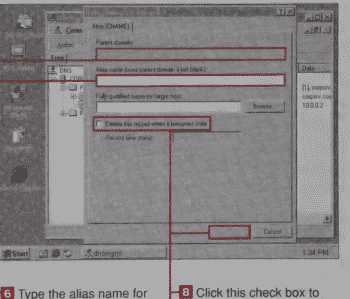 Alias (CNAME)
Parent domain:
Alias name (uses parent domain if left blank):
Fully qualified name for target host:
Browse...
Delete this record when it becomes stale
Record time stamp:
Cancel
Tree
DNS
Data
[1], 
10.0.0.2
Start
dnsmgmt
1:34 PM
6 Type the alias name for
8 Click this check box to